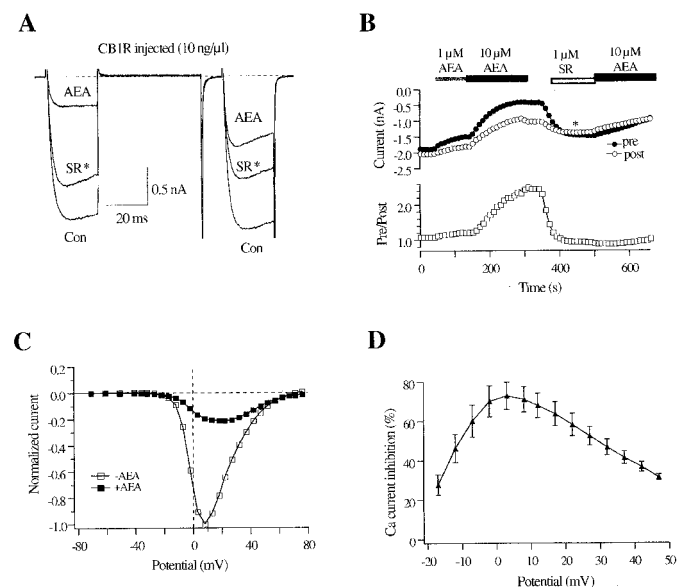 A
CB1R injected (10 ng/µl)
AEA
AEA
SR*
SR*
0.5 nA
20 ms
Con
Con
B
1 µM 10 µM 1 µM 10 µM
AEA AEA SR AEA
0.0
-0.5
-1.0
-1.5
-2.0
-2.5
Current (nA)
*
pre
post
2.0
1.0
Pre/Post
0 200 400 600
Time (s)
C
0.2
0.0
-0.2
-0.4
-0.6
-0.8
-1.0
Normalized current
-AEA
+AEA
-80 -40 0 40 80
Potential (mV)
D
80
60
40
20
0
Ca current inhibition (%)
-20 -10 0 10 20 30 40 50
Potential (mV)